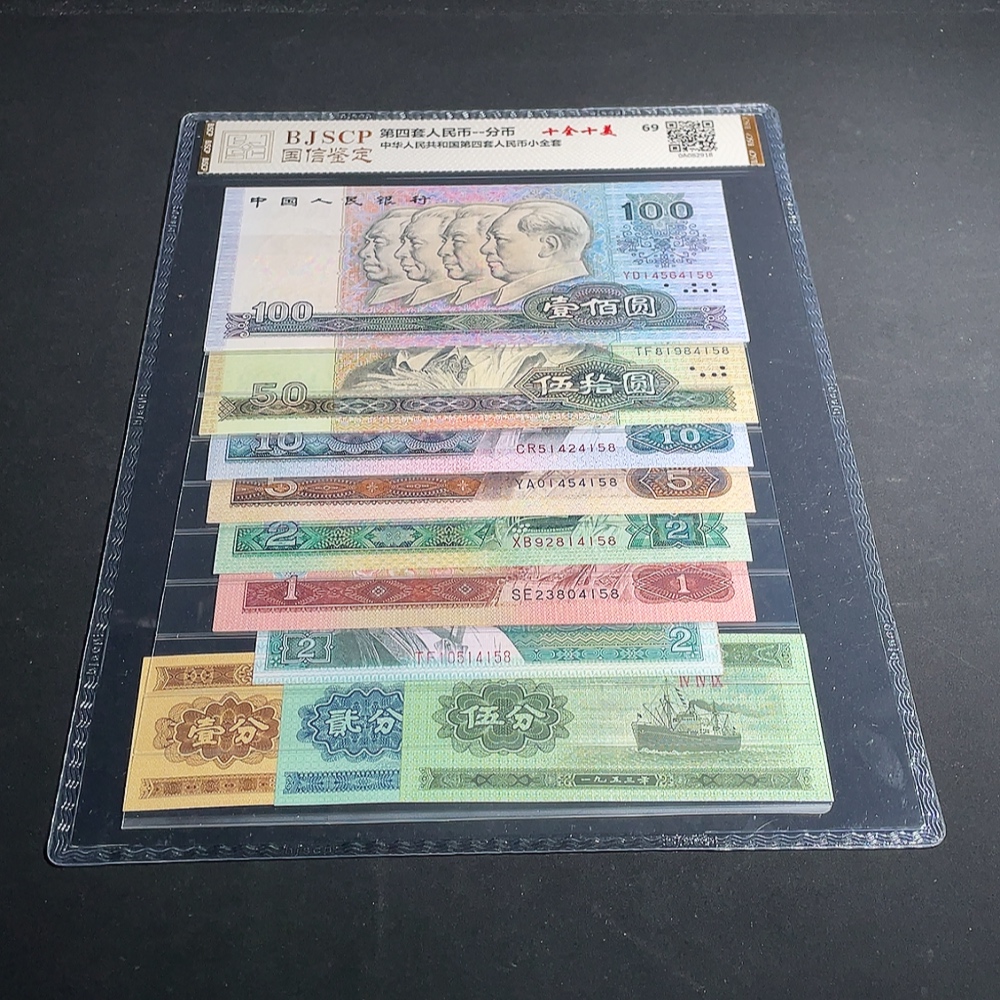 BJSCP
国信鉴定
第四套人民币--分币 十全十美
中华人民共和国第四套人民币小全套
69
0A082918
中国人民银行
100
YD14564158
100 壹佰圆
TF81984158
50 伍拾圆
10 CR51424158 10
5 YA01454158 5
2 XB92814158 2
1 SE23804158 1
2 TF10514158 2
IV IV IX
壹分 贰分 伍分
一九五三年